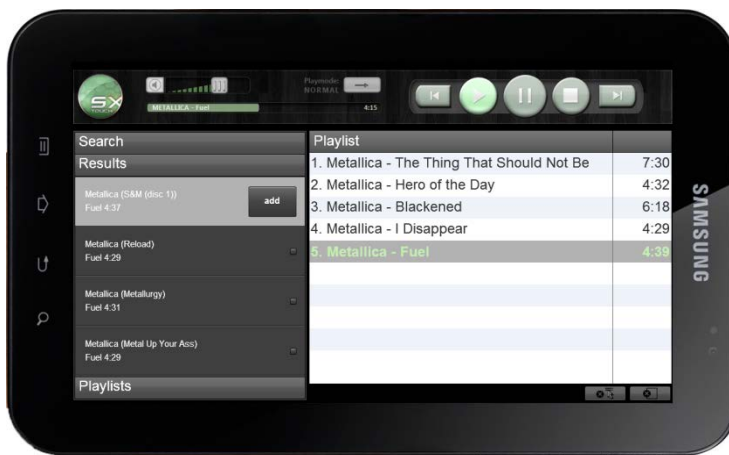 SX
TOUCH
Playmode:
NORMAL
METALLICA - Fuel
4:15
Search
Results
Metallica (S&M (disc 1))
Fuel 4:37
add
Metallica (Reload)
Fuel 4:29
Metallica (Metallurgy)
Fuel 4:31
Metallica (Metal Up Your Ass)
Fuel 4:29
Playlists
Playlist
1. Metallica - The Thing That Should Not Be 7:30
2. Metallica - Hero of the Day 4:32
3. Metallica - Blackened 6:18
4. Metallica - I Disappear 4:29
5. Metallica - Fuel 4:39
SAMSUNG